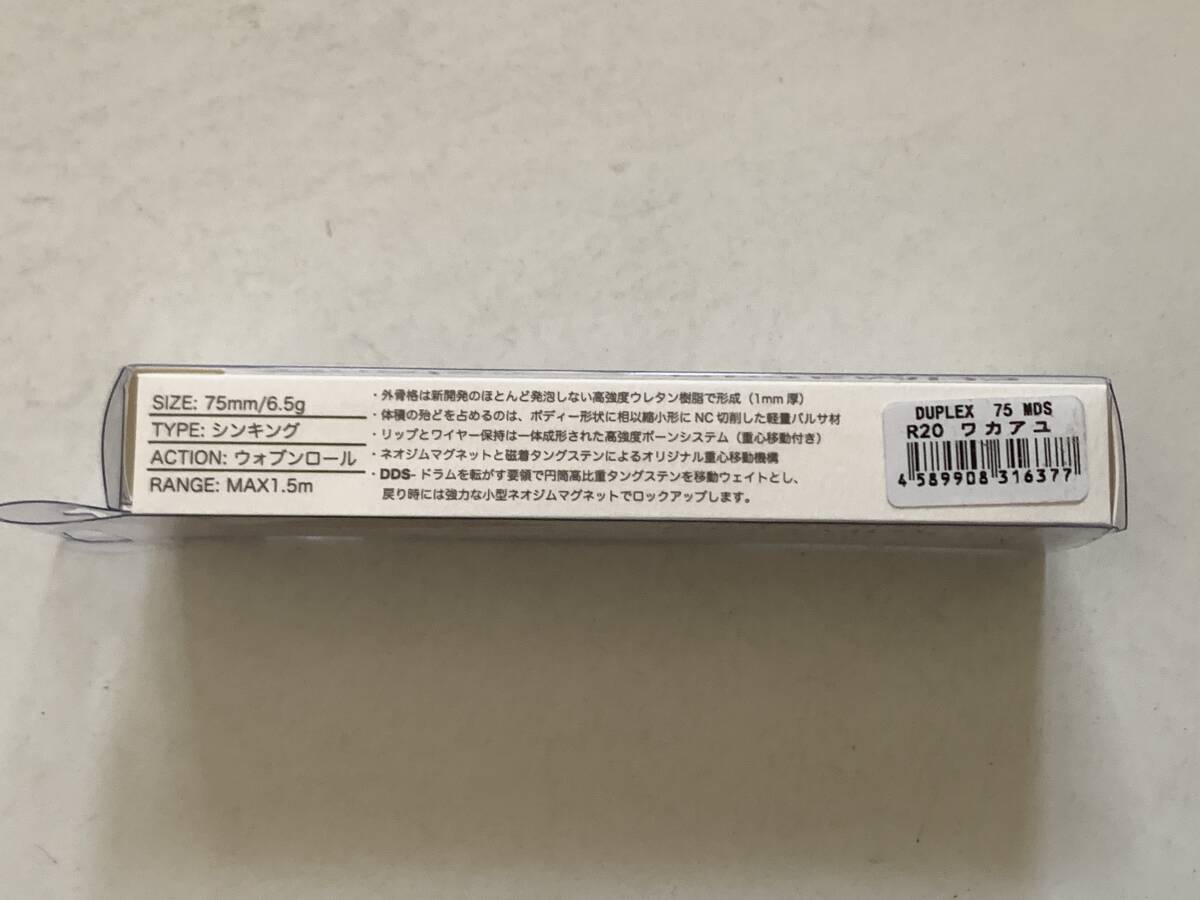 SIZE: 75mm/6.5g
TYPE: シンキング
ACTION: ウォブンロール
RANGE: MAX1.5m
・外骨格は新開発のほとんど発泡しない高強度ウレタン樹脂で形成（1mm厚）
・体積の殆どを占めるのは、ボディー形状に相以縮小形にNC切削した軽量バルサ材
・リップとワイヤー保持は一体成形された高強度ボーンシステム（重心移動付き）
・ネオジムマグネットと磁着タングステンによるオリジナル重心移動機構
・DDS-ドラムを転がす要領で円筒高比重タングステンを移動ウェイトとし、
戻り時には強力な小型ネオジムマグネットでロックアップします。
DUPLEX 75 MDS
R20 ワカアユ
4 589908 316377